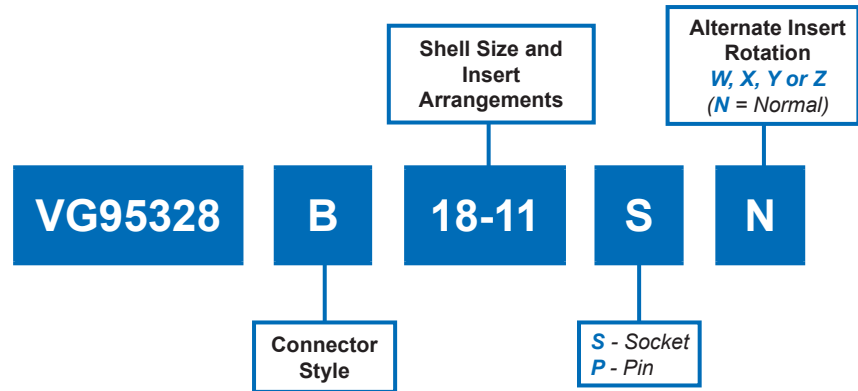 Shell Size and
Insert
Arrangements
Alternate Insert
Rotation
W, X, Y or Z
(N = Normal)
VG95328 B 18-11 S N
Connector
Style
S - Socket
P - Pin